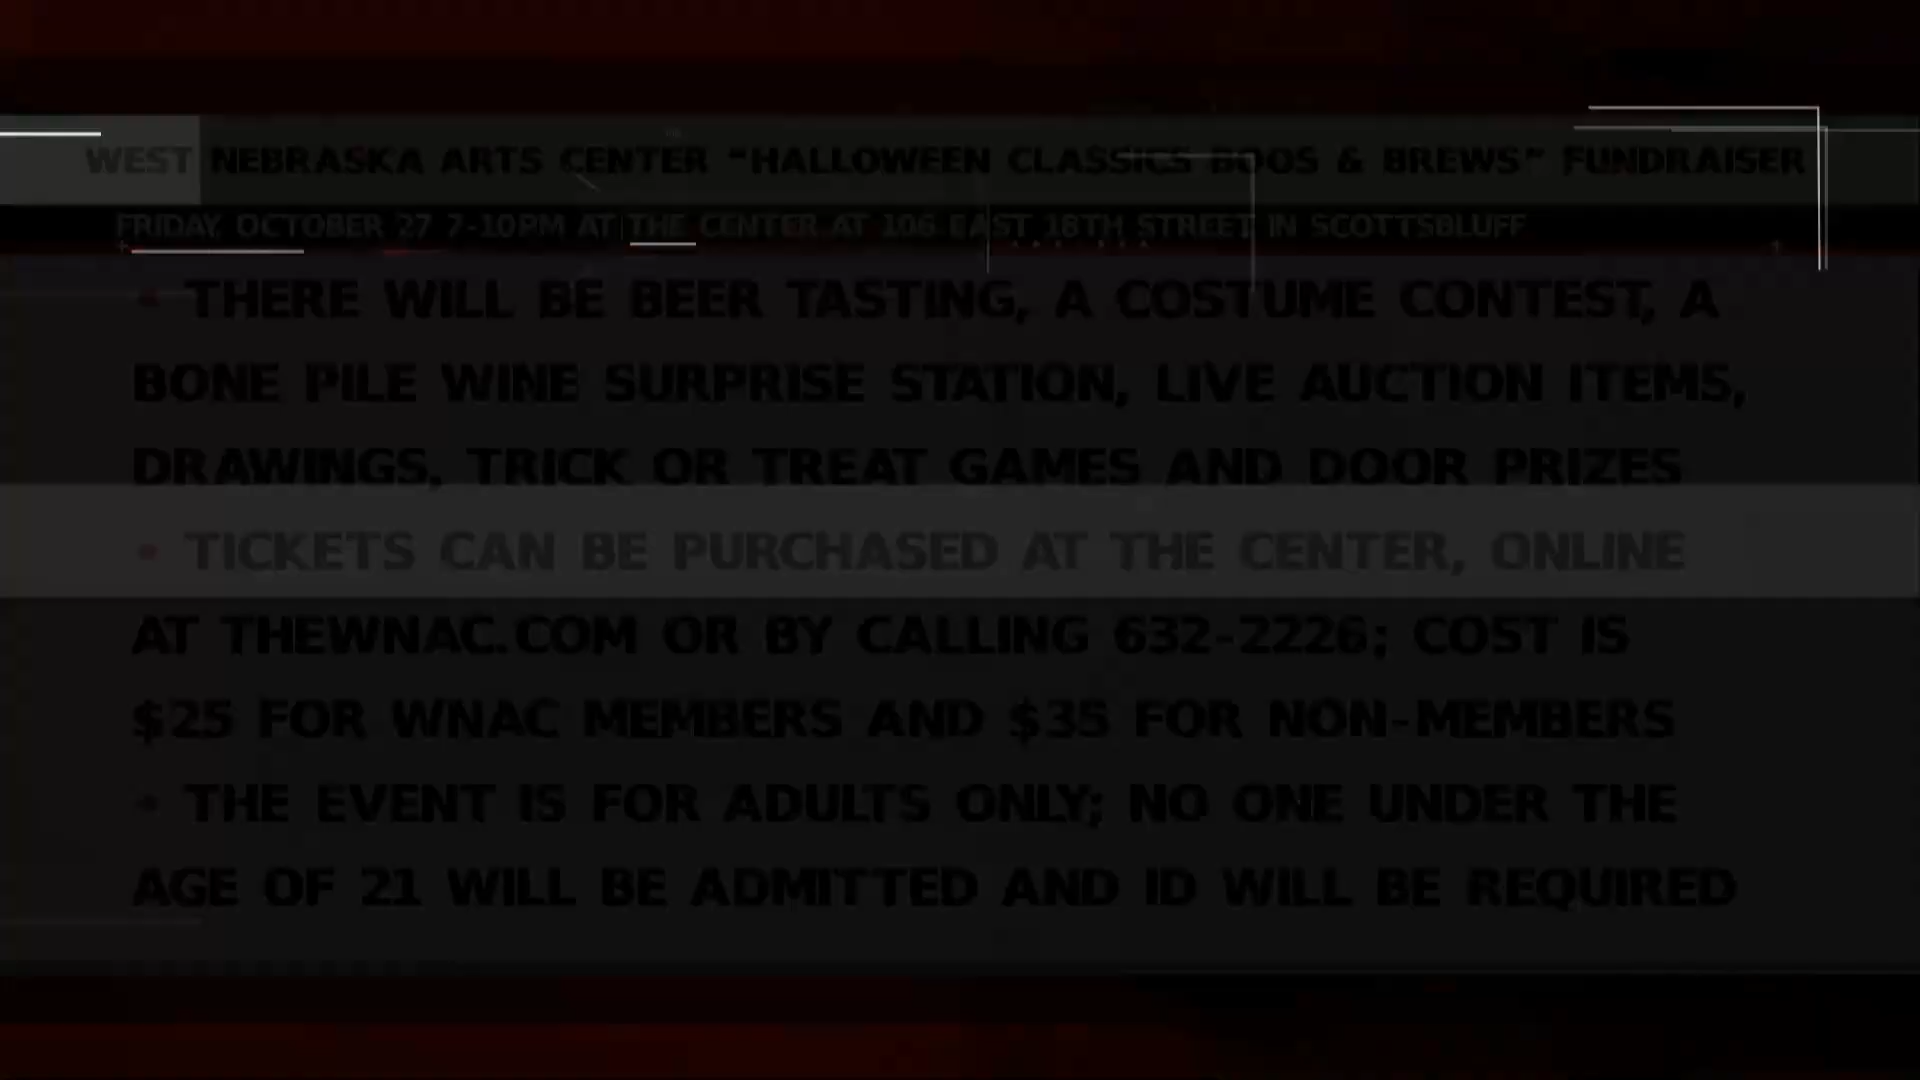 WEST NEBRASKA ARTS CENTER "HALLOWEEN CLASSICS BOOS & BREWS" FUNDRAISER
FRIDAY, OCTOBER 27 7-10PM AT THE CENTER AT 106 EAST 18TH STREET IN SCOTTSBLUFF
• THERE WILL BE BEER TASTING, A COSTUME CONTEST, A
BONE PILE WINE SURPRISE STATION, LIVE AUCTION ITEMS,
DRAWINGS, TRICK OR TREAT GAMES AND DOOR PRIZES
• TICKETS CAN BE PURCHASED AT THE CENTER, ONLINE
AT THEWNAC.COM OR BY CALLING 632-2226; COST IS
$25 FOR WNAC MEMBERS AND $35 FOR NON-MEMBERS
• THE EVENT IS FOR ADULTS ONLY; NO ONE UNDER THE
AGE OF 21 WILL BE ADMITTED AND ID WILL BE REQUIRED